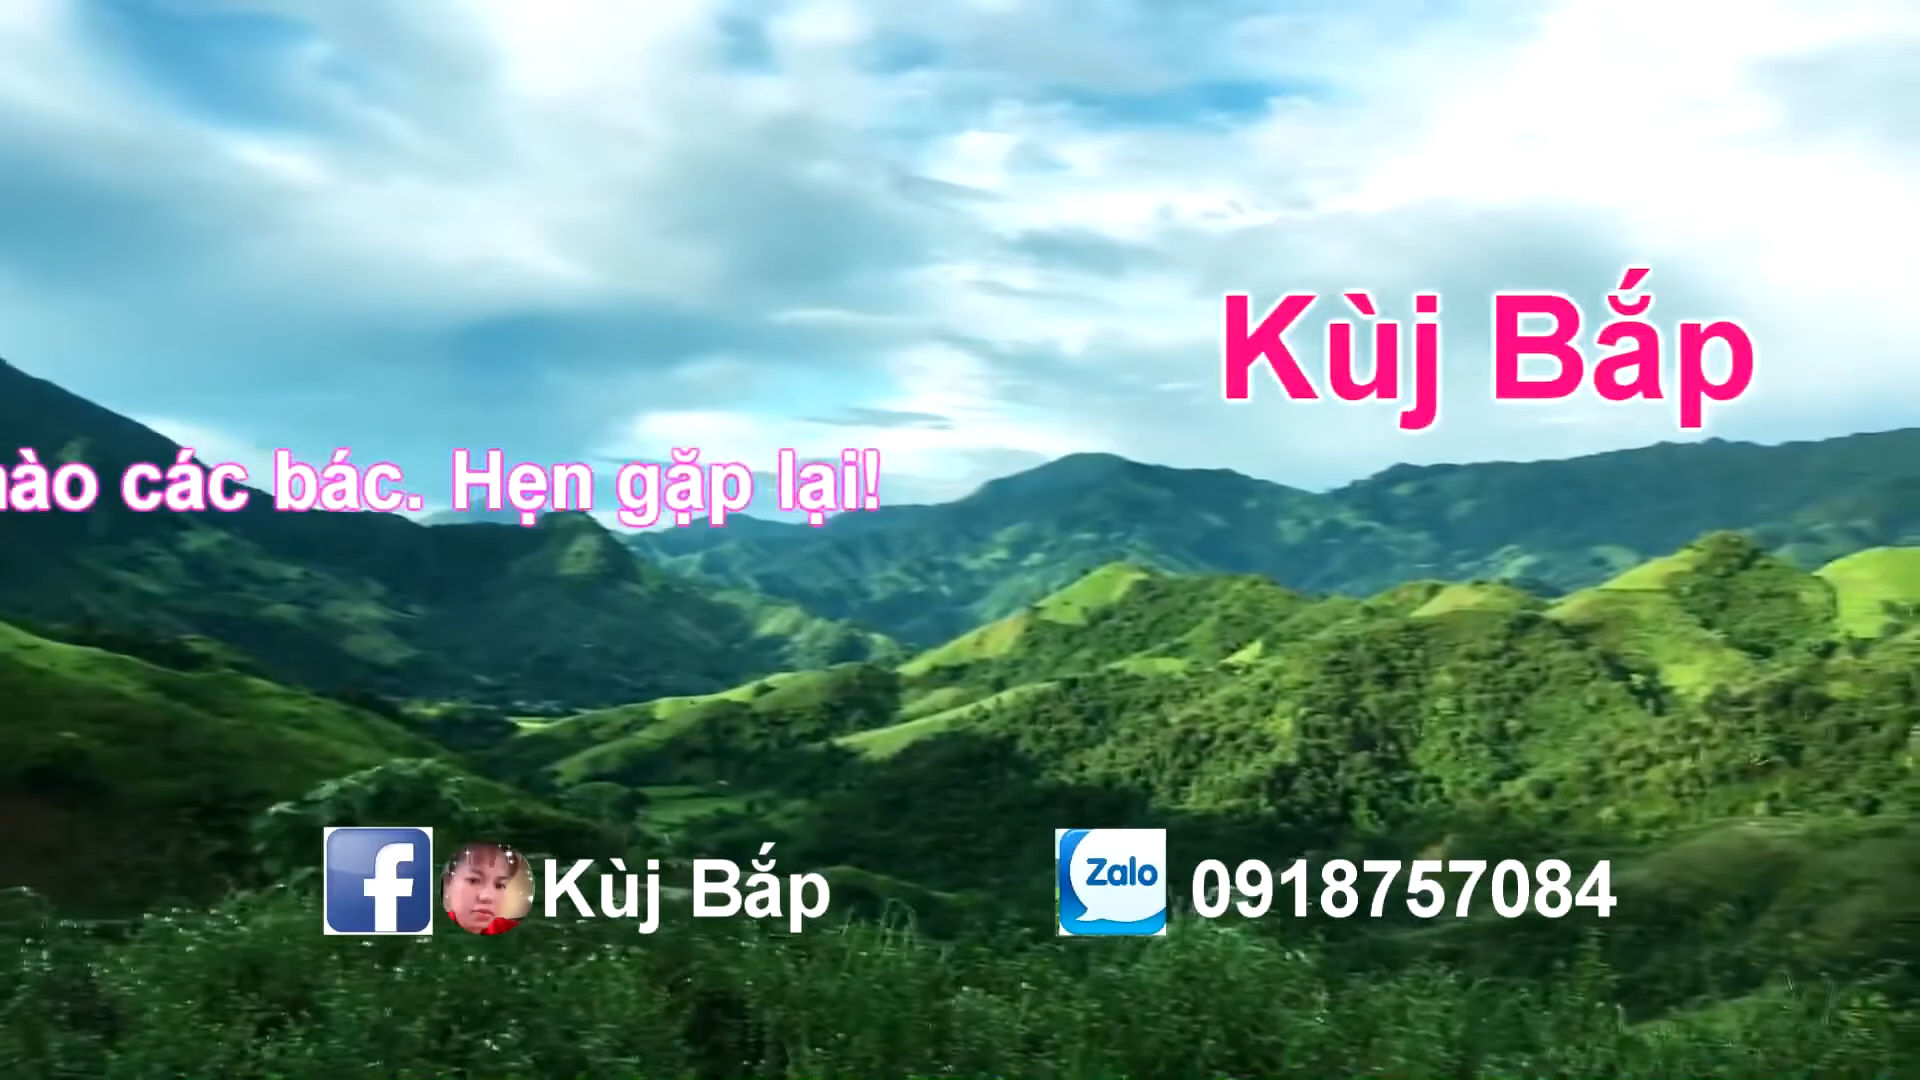 Kùj Bắp
ào các bác. Hẹn gặp lại!
Kùj Bắp
Zalo 0918757084